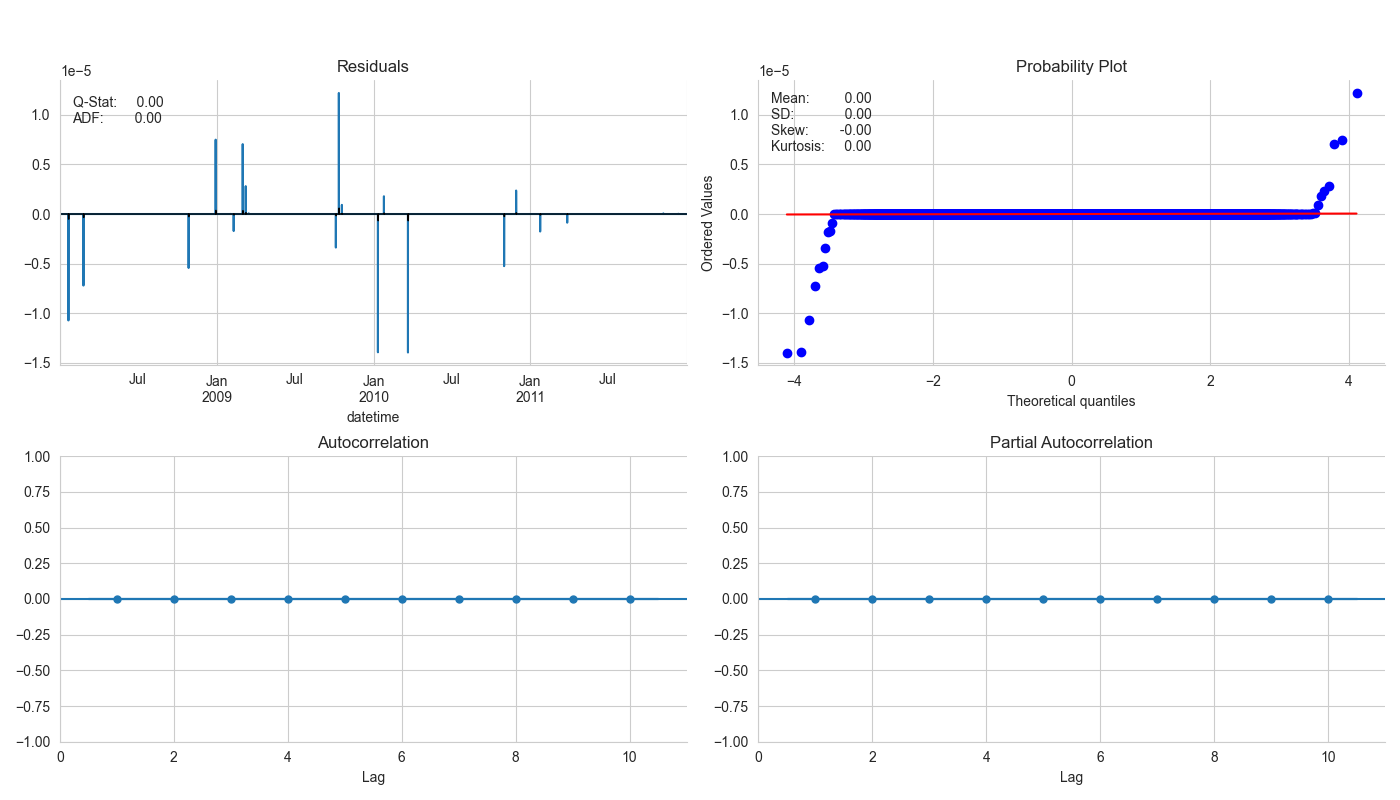 Residuals
1e−5
Q-Stat: 0.00
ADF: 0.00
1.0
0.5
0.0
−0.5
−1.0
−1.5
Jul
Jan
2009
Jul
Jan
2010
Jul
Jan
2011
Jul
datetime
Probability Plot
1e−5
Mean: 0.00
SD: 0.00
Skew: -0.00
Kurtosis: 0.00
Ordered Values
1.0
0.5
0.0
−0.5
−1.0
−1.5
−4 −2 0 2 4
Theoretical quantiles
Autocorrelation
1.00
0.75
0.50
0.25
0.00
−0.25
−0.50
−0.75
−1.00
0 2 4 6 8 10
Lag
Partial Autocorrelation
1.00
0.75
0.50
0.25
0.00
−0.25
−0.50
−0.75
−1.00
0 2 4 6 8 10
Lag